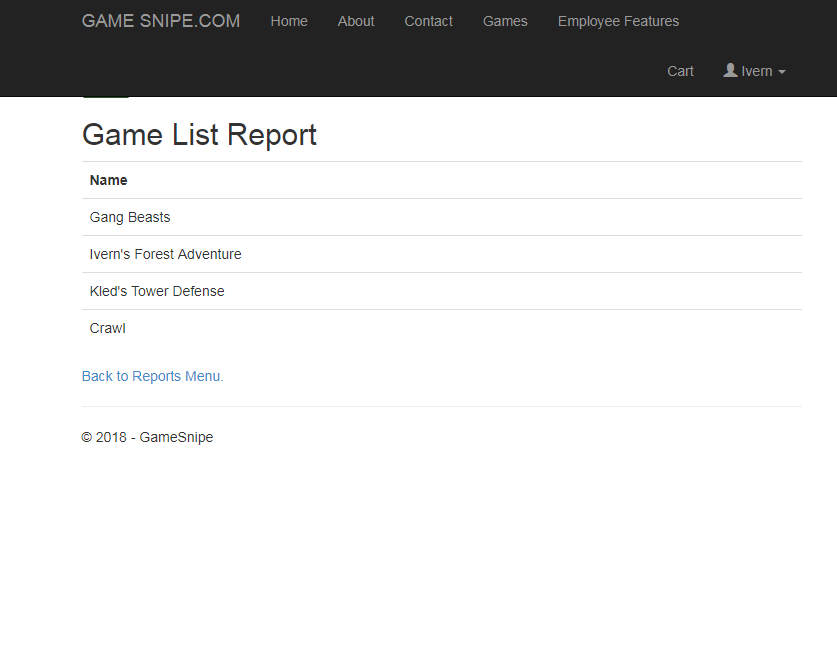 GAME SNIPE.COM Home About Contact Games Employee Features
Cart Ivern
Game List Report
Name
Gang Beasts
Ivern's Forest Adventure
Kled's Tower Defense
Crawl
Back to Reports Menu.
© 2018 - GameSnipe